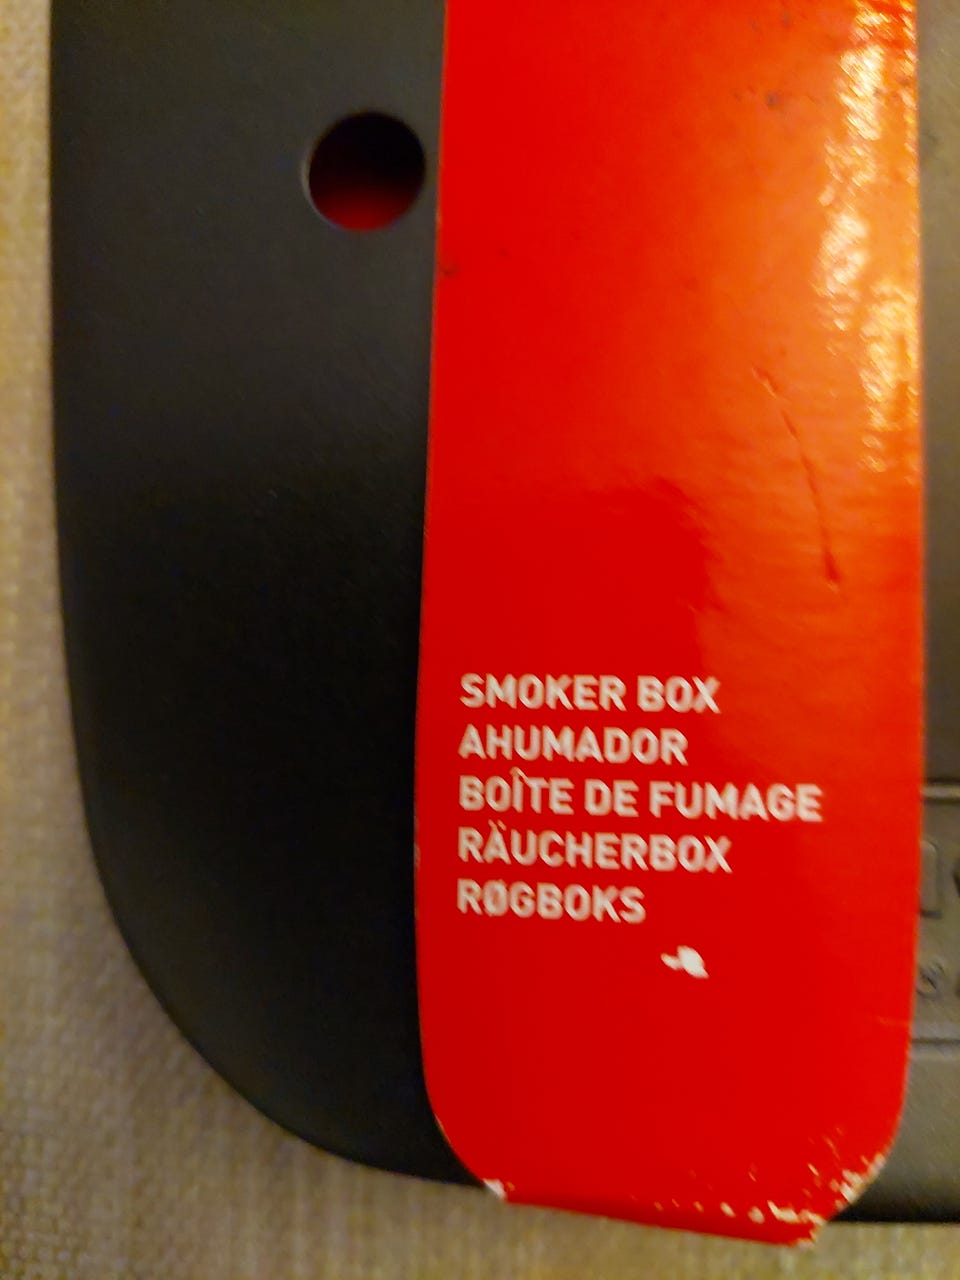 SMOKER BOX
AHUMADOR
BOÎTE DE FUMAGE
RÄUCHERBOX
RØGBOKS